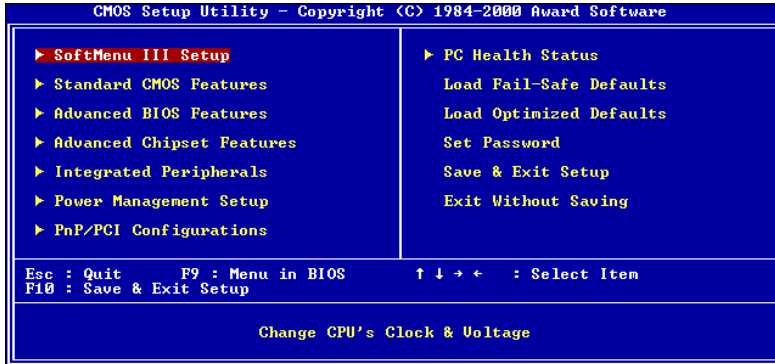 CMOS Setup Utility – Copyright (C) 1984-2000 Award Software
▶ SoftMenu III Setup
▶ Standard CMOS Features
▶ Advanced BIOS Features
▶ Advanced Chipset Features
▶ Integrated Peripherals
▶ Power Management Setup
▶ PnP/PCI Configurations
▶ PC Health Status
Load Fail-Safe Defaults
Load Optimized Defaults
Set Password
Save & Exit Setup
Exit Without Saving
Esc : Quit F9 : Menu in BIOS ↑ ↓ → ← : Select Item
F10 : Save & Exit Setup
Change CPU's Clock & Voltage